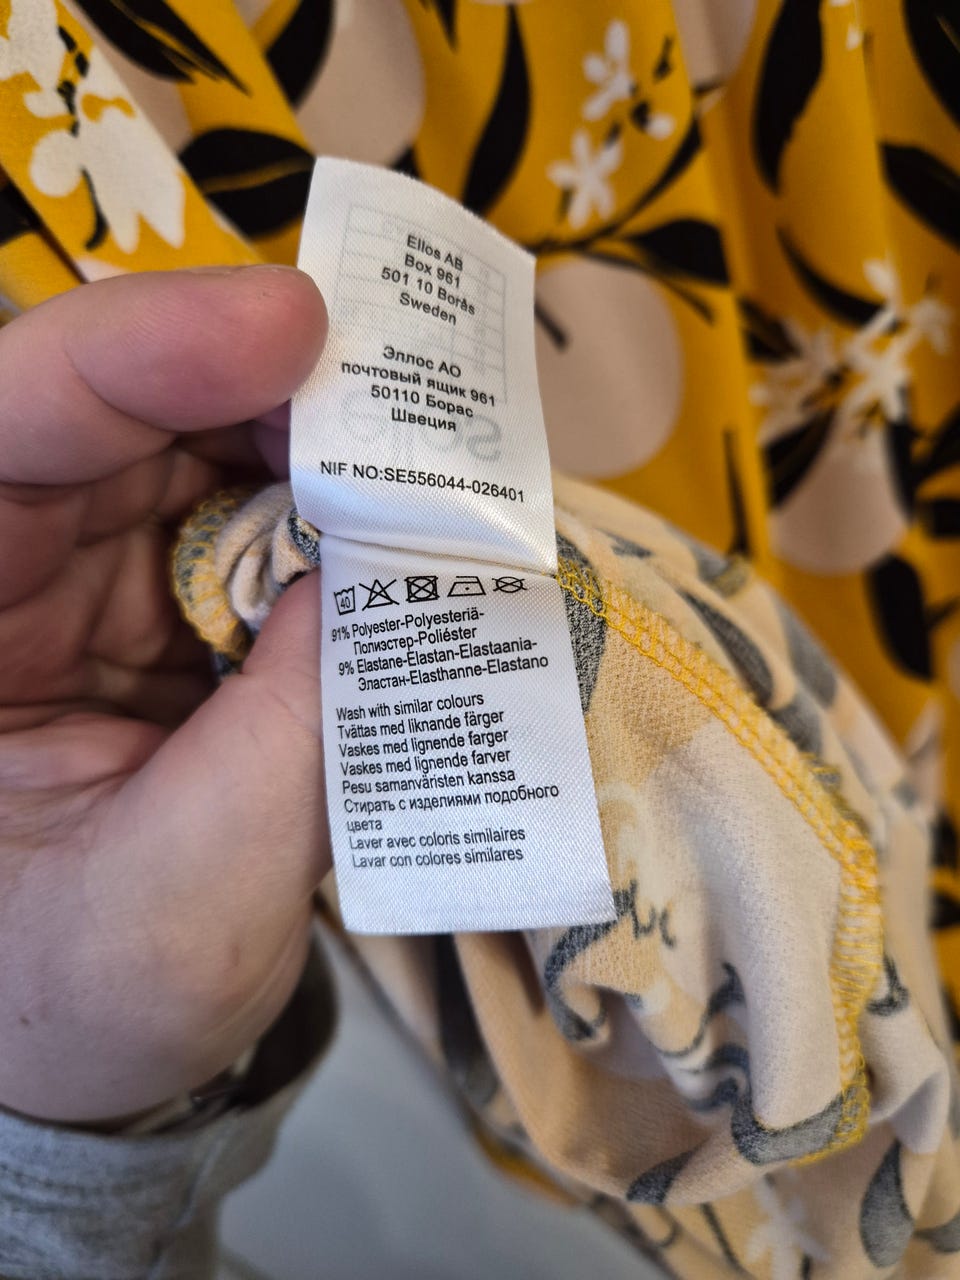 Ellos AB
Box 961
501 10 Borås
Sweden
Эллос АО
почтовый ящик 961
50110 Борас
Швеция
NIF NO:SE556044-026401
40
91% Polyester-Polyesteriä-
Полиэстер-Poliéster
9% Elastane-Elastan-Elastaania-
Эластан-Elasthanne-Elastano
Wash with similar colours
Tvättas med liknande färger
Vaskes med lignende farger
Vaskes med lignende farver
Pesu samanväristen kanssa
Стирать с изделиями подобного
цвета
Laver avec coloris similaires
Lavar con colores similares